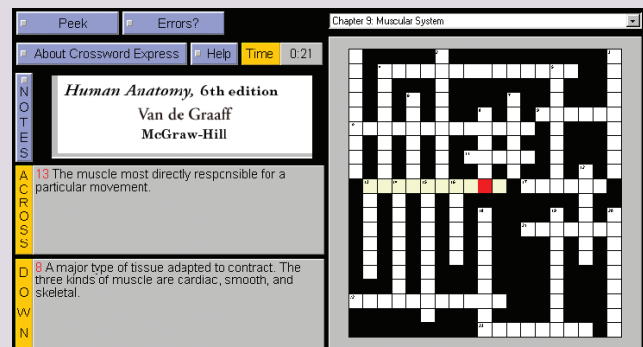 Peek
Errors?
About Crossword Express
Help
Time
0:21
Chapter 9: Muscular System
NOTES
Human Anatomy, 6th edition
Van de Graaff
McGraw-Hill
ACROSS
13 The muscle most directly responsible for a
particular movement.
DOWN
8 A major type of tissue adapted to contract. The
three kinds of muscle are cardiac, smooth, and
skeletal.